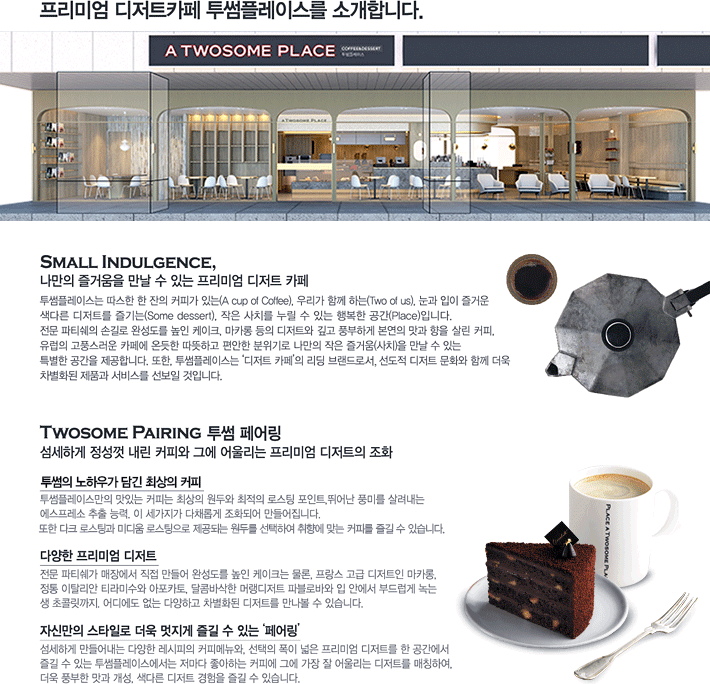 프리미엄 디저트카페 투썸플레이스를 소개합니다.
A TWOSOME PLACE COFFEE&DESSERT 투썸플레이스
A TWOSOME PLACE
SMALL INDULGENCE,
나만의 즐거움을 만날 수 있는 프리미엄 디저트 카페
투썸플레이스는 따스한 한 잔의 커피가 있는(A cup of Coffee), 우리가 함께 하는(Two of us), 눈과 입이 즐거운
색다른 디저트를 즐기는(Some dessert), 작은 사치를 누릴 수 있는 행복한 공간(Place)입니다.
전문 파티쉐의 손길로 완성도를 높인 케이크, 마카롱 등의 디저트와 깊고 풍부하게 본연의 맛과 향을 살린 커피,
유럽의 고풍스러운 카페에 온듯한 따뜻하고 편안한 분위기로 나만의 작은 즐거움(사치)을 만날 수 있는
특별한 공간을 제공합니다. 또한, 투썸플레이스는 '디저트 카페'의 리딩 브랜드로서, 선도적 디저트 문화와 함께 더욱
차별화된 제품과 서비스를 선보일 것입니다.
TWOSOME PAIRING 투썸 페어링
섬세하게 정성껏 내린 커피와 그에 어울리는 프리미엄 디저트의 조화
투썸의 노하우가 담긴 최상의 커피
투썸플레이스만의 맛있는 커피는 최상의 원두와 최적의 로스팅 포인트,뛰어난 풍미를 살려내는
에스프레소 추출 능력, 이 세가지가 다채롭게 조화되어 만들어집니다.
또한 다크 로스팅과 미디움 로스팅으로 제공되는 원두를 선택하여 취향에 맞는 커피를 즐길 수 있습니다.
다양한 프리미엄 디저트
전문 파티쉐가 매장에서 직접 만들어 완성도를 높인 케이크는 물론, 프랑스 고급 디저트인 마카롱,
정통 이탈리안 티라미수와 아포카토, 달콤바삭한 머랭디저트 파블로바와 입 안에서 부드럽게 녹는
생 초콜릿까지, 어디에도 없는 다양하고 차별화된 디저트를 만나볼 수 있습니다.
자신만의 스타일로 더욱 멋지게 즐길 수 있는 '페어링'
섬세하게 만들어내는 다양한 레시피의 커피메뉴와, 선택의 폭이 넓은 프리미엄 디저트를 한 공간에서
즐길 수 있는 투썸플레이스에서는 저마다 좋아하는 커피에 그에 가장 잘 어울리는 디저트를 매칭하여,
더욱 풍부한 맛과 개성, 색다른 디저트 경험을 즐길 수 있습니다.
PLACE A TWOSOME PLA